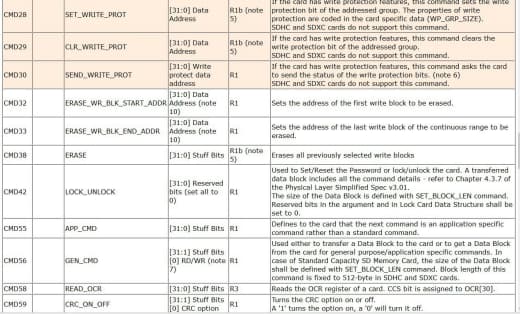 If the card has write protection features, this command sets the write
CMD28 SET_WRITE_PROT [31:0] Data Address R1b (note 5) protection bit of the addressed group. The properties of write
protection are coded in the card specific data (WP_GRP_SIZE).
SDHC and SDXC cards do not support this command.
CMD29 CLR_WRITE_PROT [31:0] Data Address R1b (note 5) If the card has write protection features, this command clears the
write protection bit of the addressed group.
SDHC and SDXC cards do not support this command.
CMD30 SEND_WRITE_PROT [31:0] Write protect data address R1 If the card has write protection features, this command asks the card
to send the status of the write protection bits. (note 6)
SDHC and SDXC cards do not support this command.
CMD32 ERASE_WR_BLK_START_ADDR [31:0] Data Address (note 10) R1 Sets the address of the first write block to be erased.
CMD33 ERASE_WR_BLK_END_ADDR [31:0] Data Address (note 10) R1 Sets the address of the last write block of the continuous range to be
erased.
CMD38 ERASE [31:0] Stuff Bits R1b (note 5) Erases all previously selected write blocks
CMD42 LOCK_UNLOCK [31:0] Reserved bits (set all to 0) R1 Used to Set/Reset the Password or lock/unlock the card. A transferred
data block includes all the command details - refer to Chapter 4.3.7 of
the Physical Layer Simplified Spec v3.01.
The size of the Data Block is defined with SET_BLOCK_LEN command.
Reserved bits in the argument and in Lock Card Data Structure shall be
set to 0.
CMD55 APP_CMD [31:0] Stuff Bits R1 Defines to the card that the next command is an application specific
command rather than a standard command.
CMD56 GEN_CMD [31:1] Stuff Bits [0] RD/WR (note 7) R1 Used either to transfer a Data Block to the card or to get a Data Block
from the card for general purpose/application specific commands. In
case of Standard Capacity SD Memory Card, the size of the Data Block
shall be defined with SET_BLOCK_LEN command. Block length of this
command is fixed to 512-byte in SDHC and SDXC cards.
CMD58 READ_OCR [31:0] Stuff Bits R3 Reads the OCR register of a card. CCS bit is assigned to OCR[30].
CMD59 CRC_ON_OFF [31:1] Stuff Bits [0] CRC option R1 Turns the CRC option on or off.
A '1' turns the option on, a '0' will turn it off.